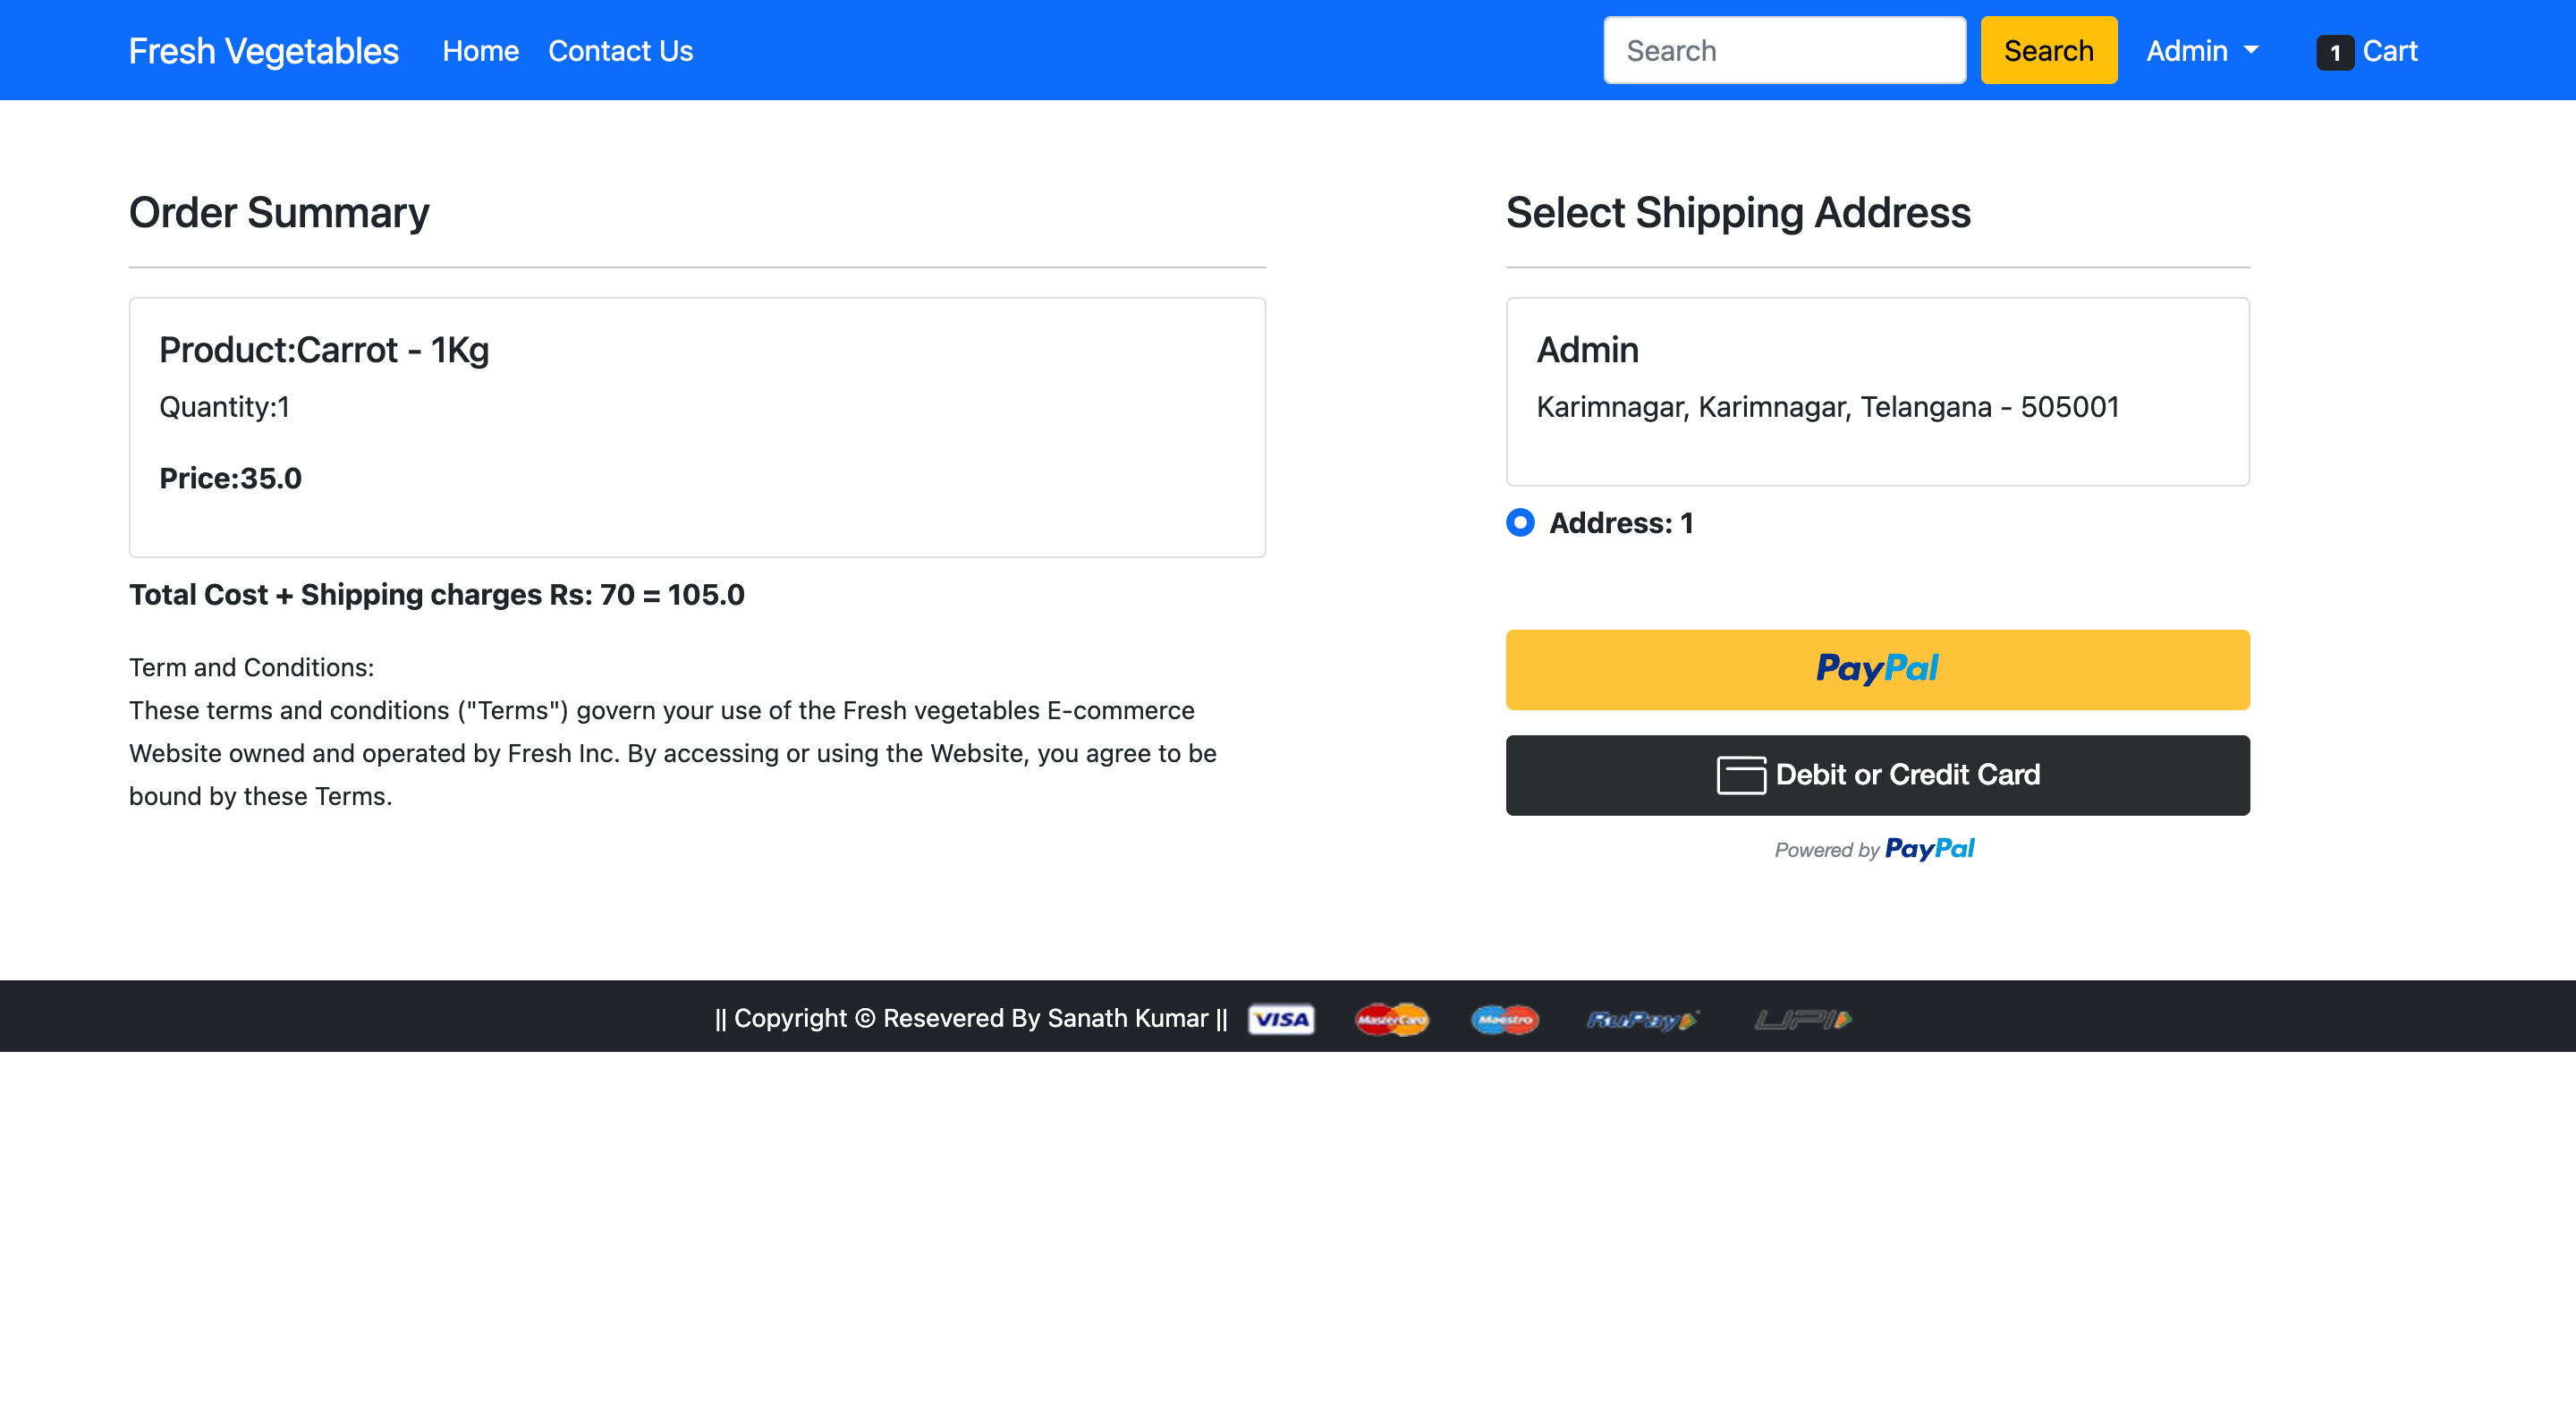 Fresh Vegetables Home Contact Us Search Search Admin 1 Cart
Order Summary
Product:Carrot - 1Kg
Quantity:1
Price:35.0
Total Cost + Shipping charges Rs: 70 = 105.0
Term and Conditions:
These terms and conditions ("Terms") govern your use of the Fresh vegetables E-commerce
Website owned and operated by Fresh Inc. By accessing or using the Website, you agree to be
bound by these Terms.
Select Shipping Address
Admin
Karimnagar, Karimnagar, Telangana - 505001
Address: 1
PayPal
Debit or Credit Card
Powered by PayPal
|| Copyright © Resevered By Sanath Kumar || VISA MasterCard Maestro RuPay UPI